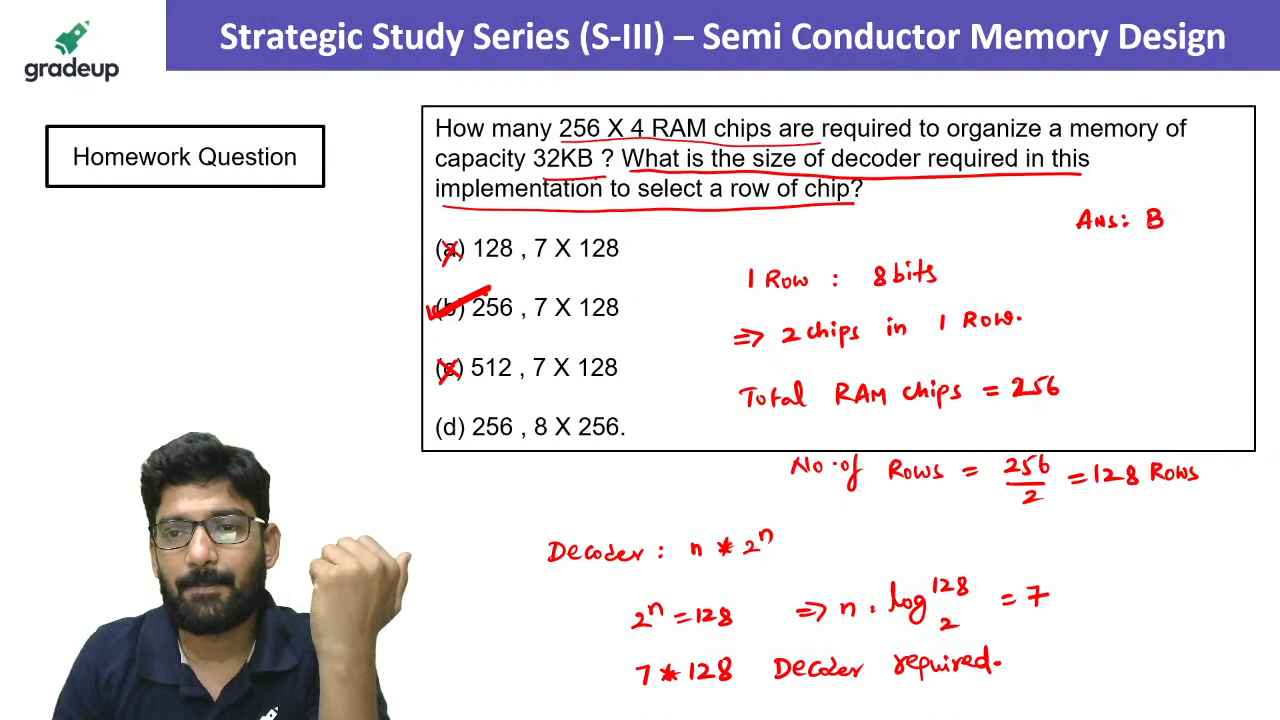 Strategic Study Series (S-III) – Semi Conductor Memory Design
gradeup
Homework Question
How many 256 X 4 RAM chips are required to organize a memory of
capacity 32KB ? What is the size of decoder required in this
implementation to select a row of chip?
Ans: B
(a) 128 , 7 X 128
1 Row : 8 bits
(b) 256 , 7 X 128
⇒ 2 chips in 1 Row.
(c) 512 , 7 X 128
Total RAM chips = 256
(d) 256 , 8 X 256.
No. of Rows = 256/2 = 128 Rows
Decoder : n * 2ⁿ
2ⁿ = 128 ⇒ n = log₂ 128 = 7
7 * 128 Decoder required.